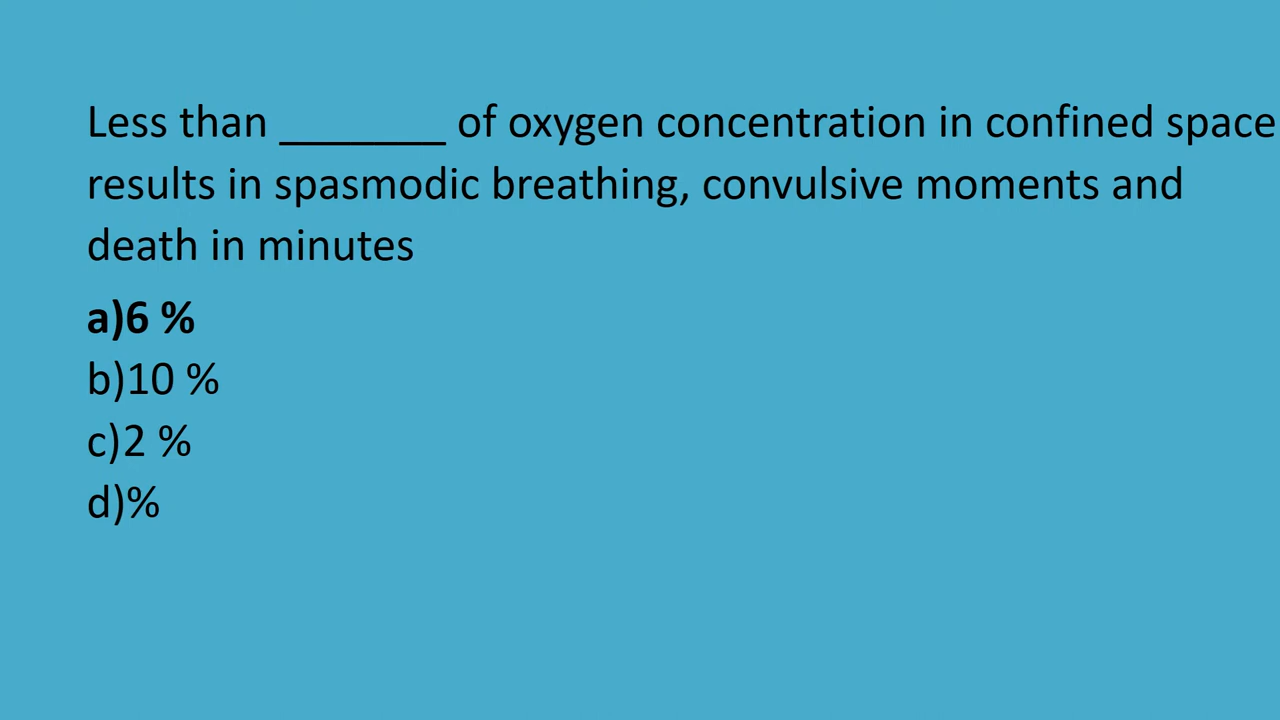 Less than _______ of oxygen concentration in confined space
results in spasmodic breathing, convulsive moments and
death in minutes
a)6 %
b)10 %
c)2 %
d)%